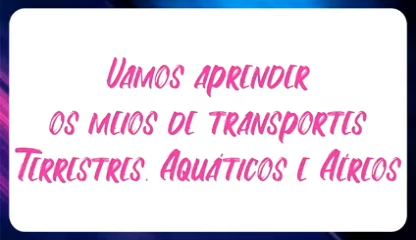 Vamos aprender
os meios de transportes
Terrestres. Aquáticos e Aéreos